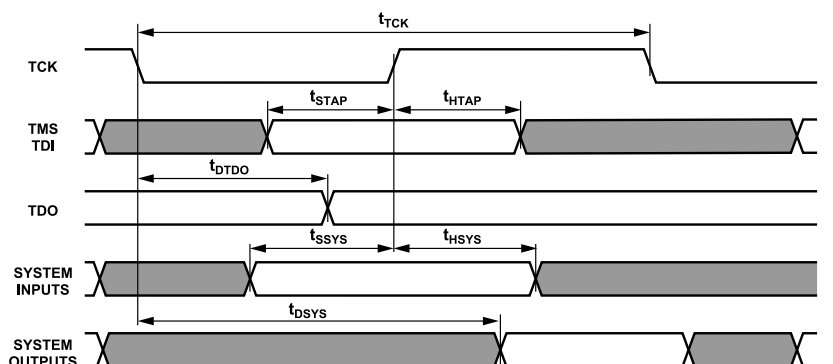 tTCK
TCK
tSTAP
tHTAP
TMS
TDI
tDTDO
TDO
tSSYS
tHSYS
SYSTEM
INPUTS
tDSYS
SYSTEM
OUTPUTS